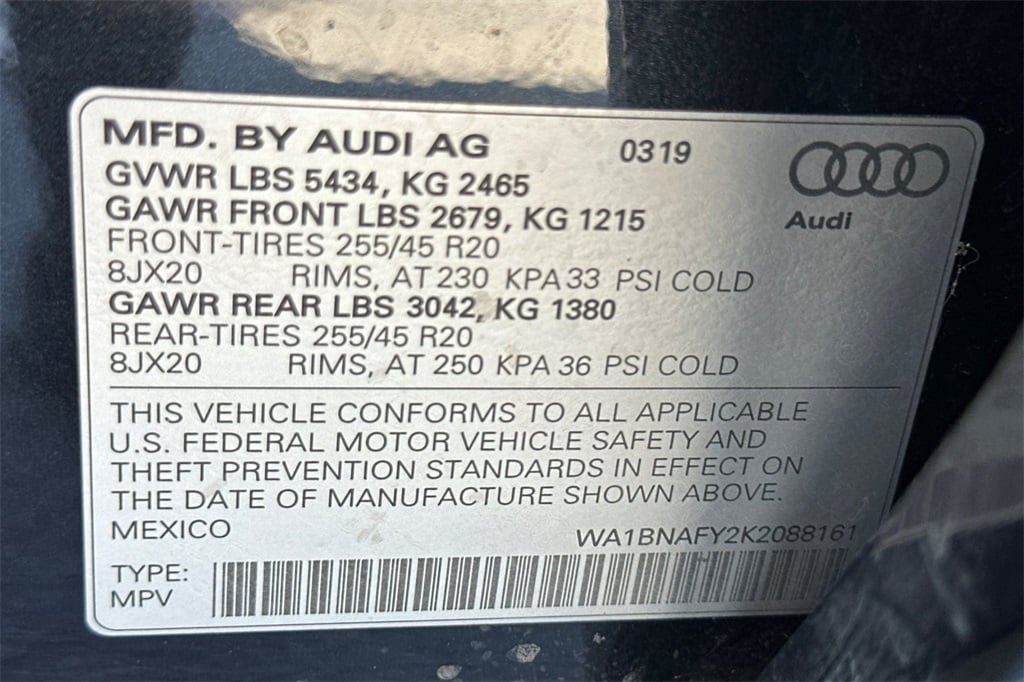 MFD. BY AUDI AG 0319
GVWR LBS 5434, KG 2465
GAWR FRONT LBS 2679, KG 1215
Audi
FRONT-TIRES 255/45 R20
8JX20 RIMS, AT 230 KPA 33 PSI COLD
GAWR REAR LBS 3042, KG 1380
REAR-TIRES 255/45 R20
8JX20 RIMS, AT 250 KPA 36 PSI COLD
THIS VEHICLE CONFORMS TO ALL APPLICABLE
U.S. FEDERAL MOTOR VEHICLE SAFETY AND
THEFT PREVENTION STANDARDS IN EFFECT ON
THE DATE OF MANUFACTURE SHOWN ABOVE.
MEXICO WA1BNAFY2K2088161
TYPE:
MPV